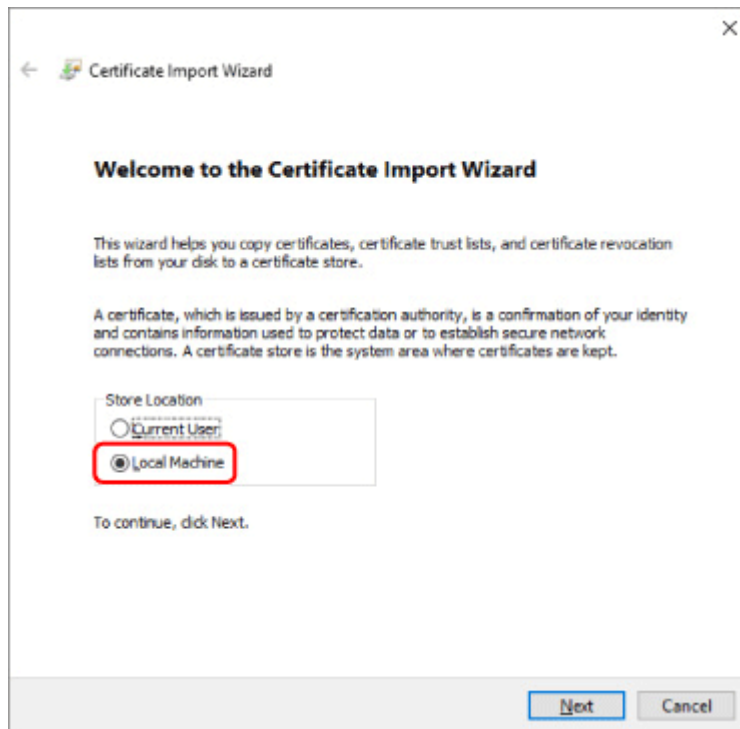 Certificate Import Wizard
Welcome to the Certificate Import Wizard
This wizard helps you copy certificates, certificate trust lists, and certificate revocation
lists from your disk to a certificate store.
A certificate, which is issued by a certification authority, is a confirmation of your identity
and contains information used to protect data or to establish secure network
connections. A certificate store is the system area where certificates are kept.
Store Location
Current User
Local Machine
To continue, click Next.
Next
Cancel